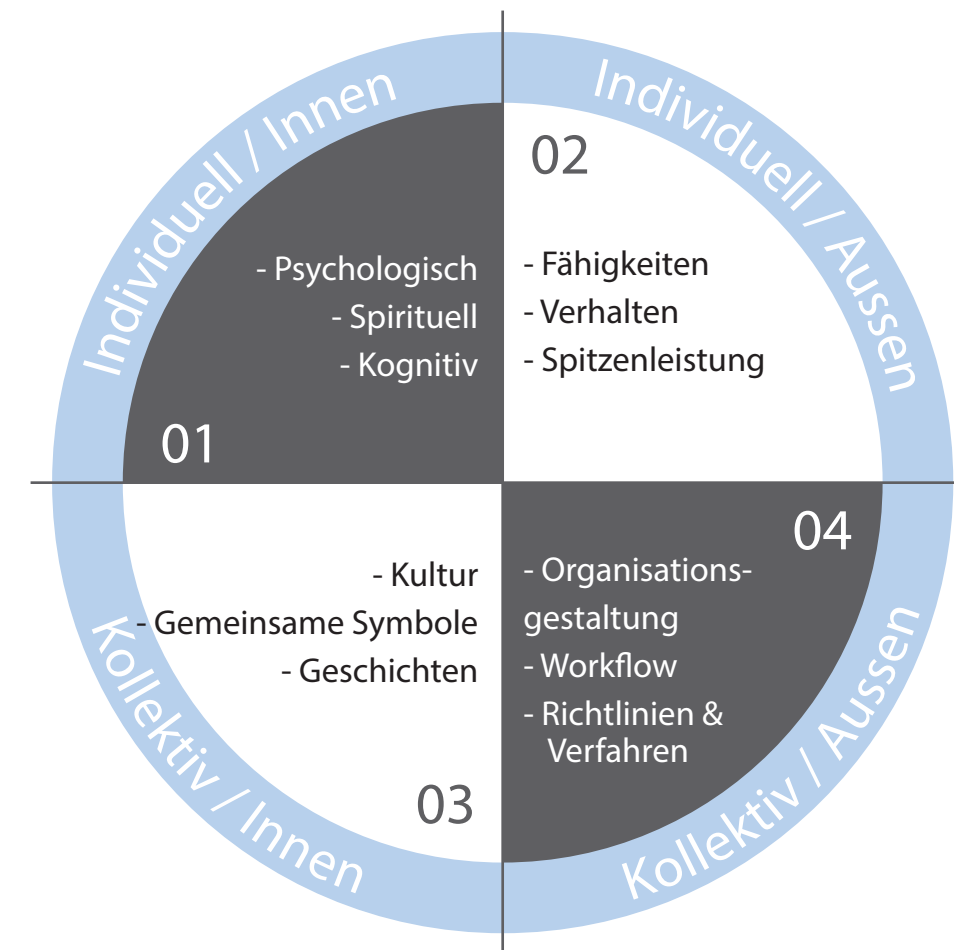 Individuell / Innen
- Psychologisch
- Spirituell
- Kognitiv
01
Individuell / Aussen
02
- Fähigkeiten
- Verhalten
- Spitzenleistung
Kollektiv / Innen
- Kultur
- Gemeinsame Symbole
- Geschichten
03
Kollektiv / Aussen
04
- Organisations-
gestaltung
- Workflow
- Richtlinien &
Verfahren